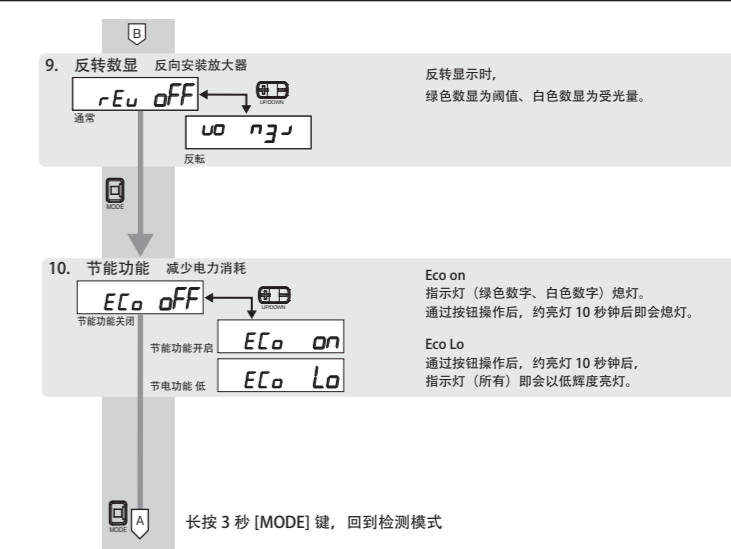 B
9. 反转数显 反向安装放大器
rEv oFF
UP/DOWN
通常
反転
反转显示时，
绿色数显为阈值、白色数显为受光量。
MODE
10. 节能功能 减少电力消耗
ECo oFF
UP/DOWN
节能功能关闭
节能功能开启 ECo on
节电功能 低 ECo Lo
Eco on
指示灯（绿色数字、白色数字）熄灯。
通过按钮操作后，约亮灯 10 秒钟后即会熄灯。
Eco Lo
通过按钮操作后，约亮灯 10 秒钟后，
指示灯（所有）即会以低辉度亮灯。
MODE
A
长按 3 秒 [MODE] 键，回到检测模式